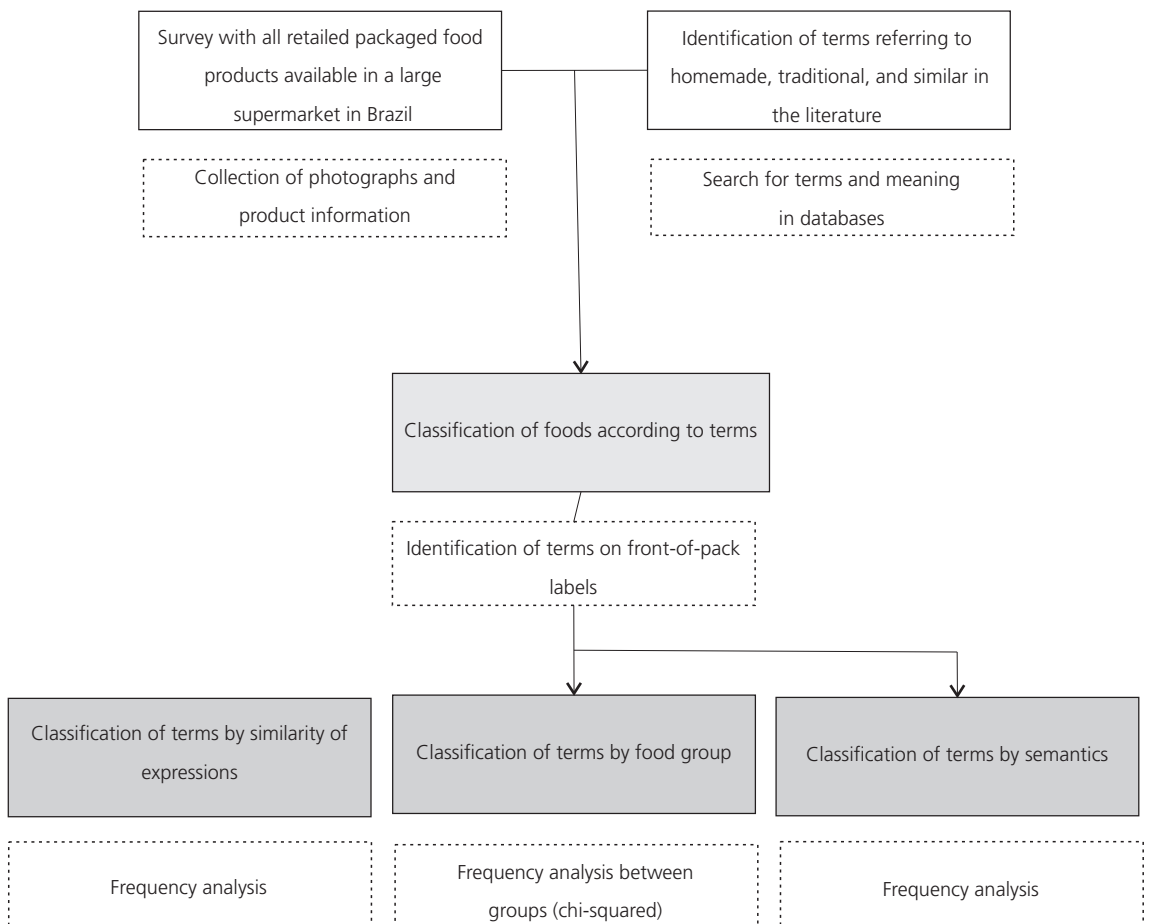 Survey with all retailed packaged food
products available in a large
supermarket in Brazil
Identification of terms referring to
homemade, traditional, and similar in
the literature
Collection of photographs and
product information
Search for terms and meaning
in databases
Classification of foods according to terms
Identification of terms on front-of-pack
labels
Classification of terms by similarity of
expressions
Classification of terms by food group
Classification of terms by semantics
Frequency analysis
Frequency analysis between
groups (chi-squared)
Frequency analysis